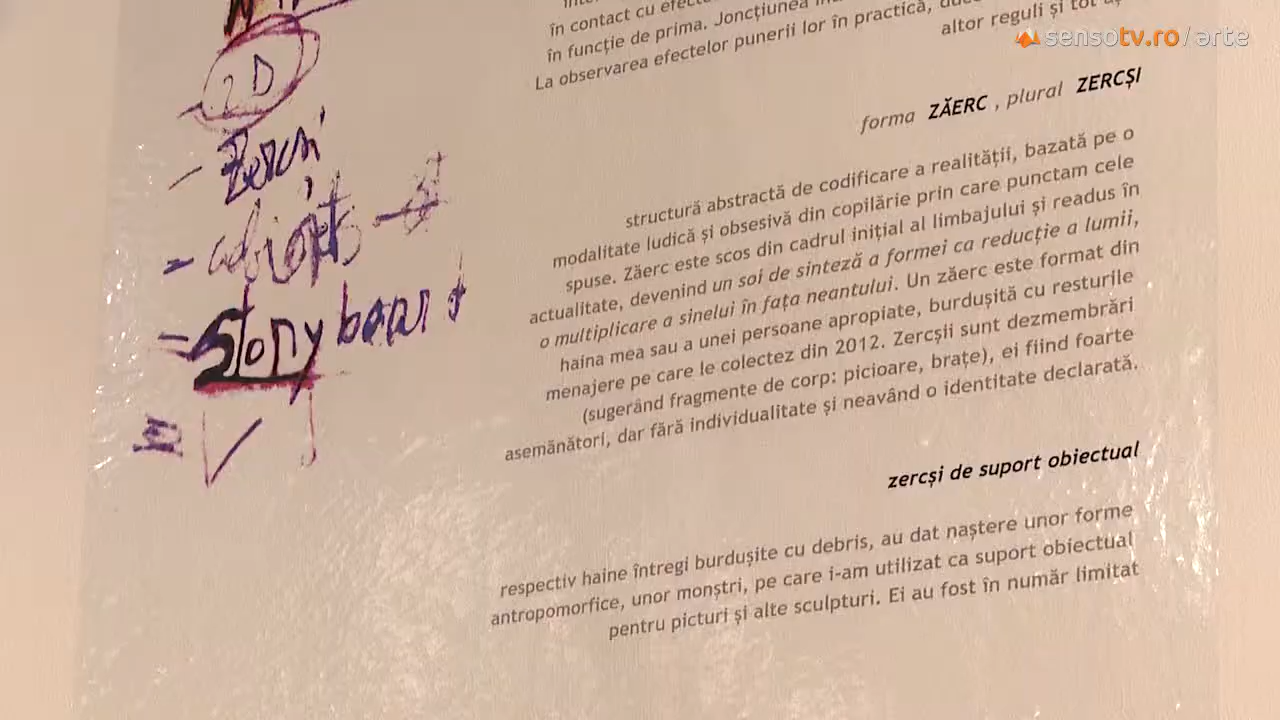 în contact cu
în funcție de prima. Joncțiunea
La observarea efectelor punerii lor în practică,
altor reguli și tot
sensotv.ro/arte
forma ZĂERC , plural ZERCȘI
structură abstractă de codificare a realității, bazată pe o
modalitate ludică și obsesivă din copilărie prin care punctam cele
spuse. Zăerc este scos din cadrul inițial al limbajului și readus în
actualitate, devenind un soi de sinteză a formei ca reducție a lumii,
o multiplicare a sinelui în fața neantului. Un zăerc este format din
haina mea sau a unei persoane apropiate, burdușită cu resturile
menajere pe care le colectez din 2012. Zercșii sunt dezmembrări
(sugerând fragmente de corp: picioare, brațe), ei fiind foarte
asemănători, dar fără individualitate și neavând o identitate declarată.
zercși de suport obiectual
respectiv haine întregi burdușite cu debris, au dat naștere unor forme
antropomorfice, unor monștri, pe care i-am utilizat ca suport obiectual
pentru picturi și alte sculpturi. Ei au fost în număr limitat
2D
- Zercsi
- Story